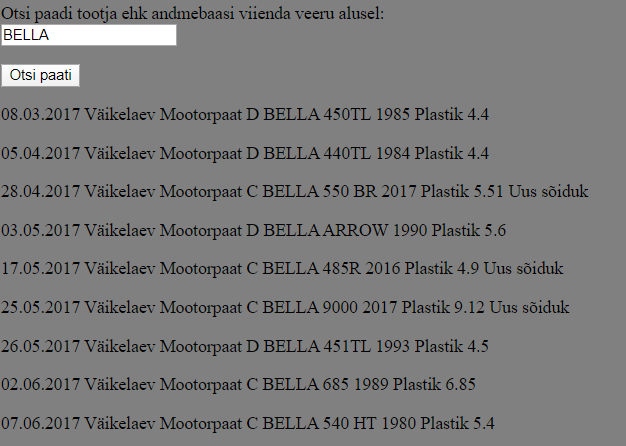 Otsi paadi tootja ehk andmebaasi viienda veeru alusel:
BELLA
Otsi paati
08.03.2017 Väikelaev Mootorpaat D BELLA 450TL 1985 Plastik 4.4
05.04.2017 Väikelaev Mootorpaat D BELLA 440TL 1984 Plastik 4.4
28.04.2017 Väikelaev Mootorpaat C BELLA 550 BR 2017 Plastik 5.51 Uus sõiduk
03.05.2017 Väikelaev Mootorpaat D BELLA ARROW 1990 Plastik 5.6
17.05.2017 Väikelaev Mootorpaat C BELLA 485R 2016 Plastik 4.9 Uus sõiduk
25.05.2017 Väikelaev Mootorpaat C BELLA 9000 2017 Plastik 9.12 Uus sõiduk
26.05.2017 Väikelaev Mootorpaat D BELLA 451TL 1993 Plastik 4.5
02.06.2017 Väikelaev Mootorpaat C BELLA 685 1989 Plastik 6.85
07.06.2017 Väikelaev Mootorpaat C BELLA 540 HT 1980 Plastik 5.4